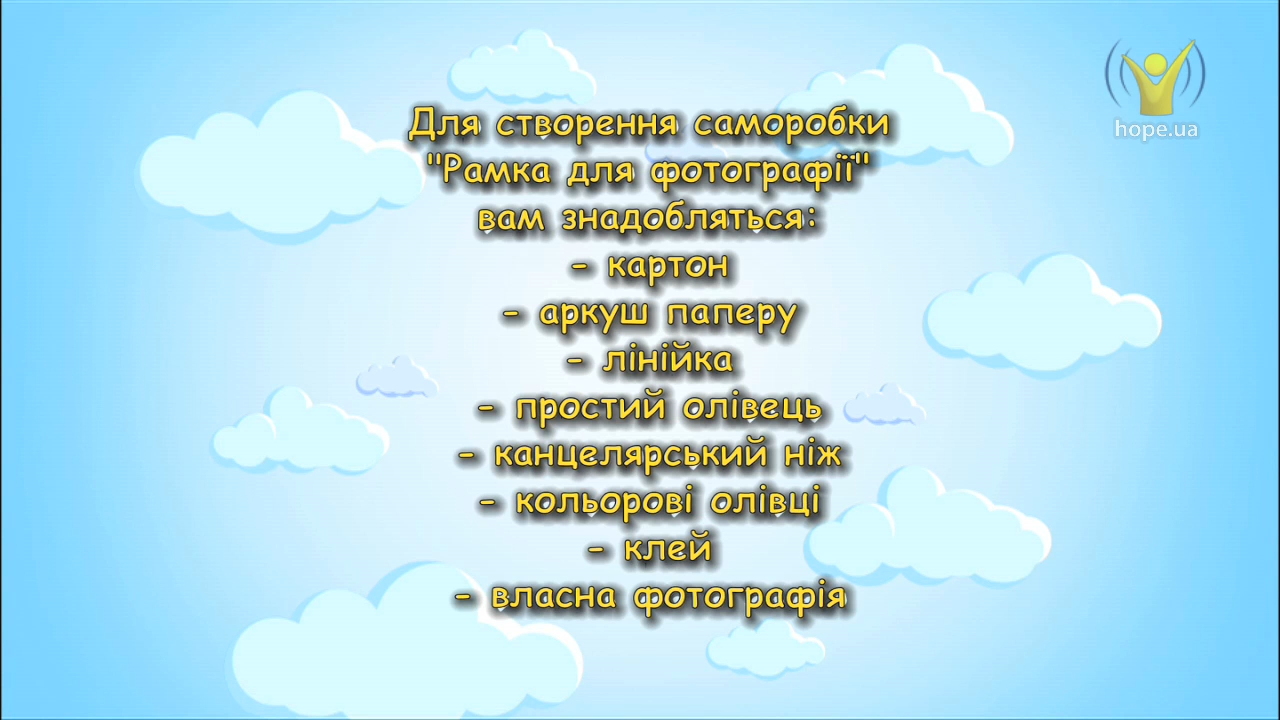 hope.ua
Для створення саморобки
"Рамка для фотографії"
вам знадобляться:
- картон
- аркуш паперу
- лінійка
- простий олівець
- канцелярський ніж
- кольорові олівці
- клей
- власна фотографія